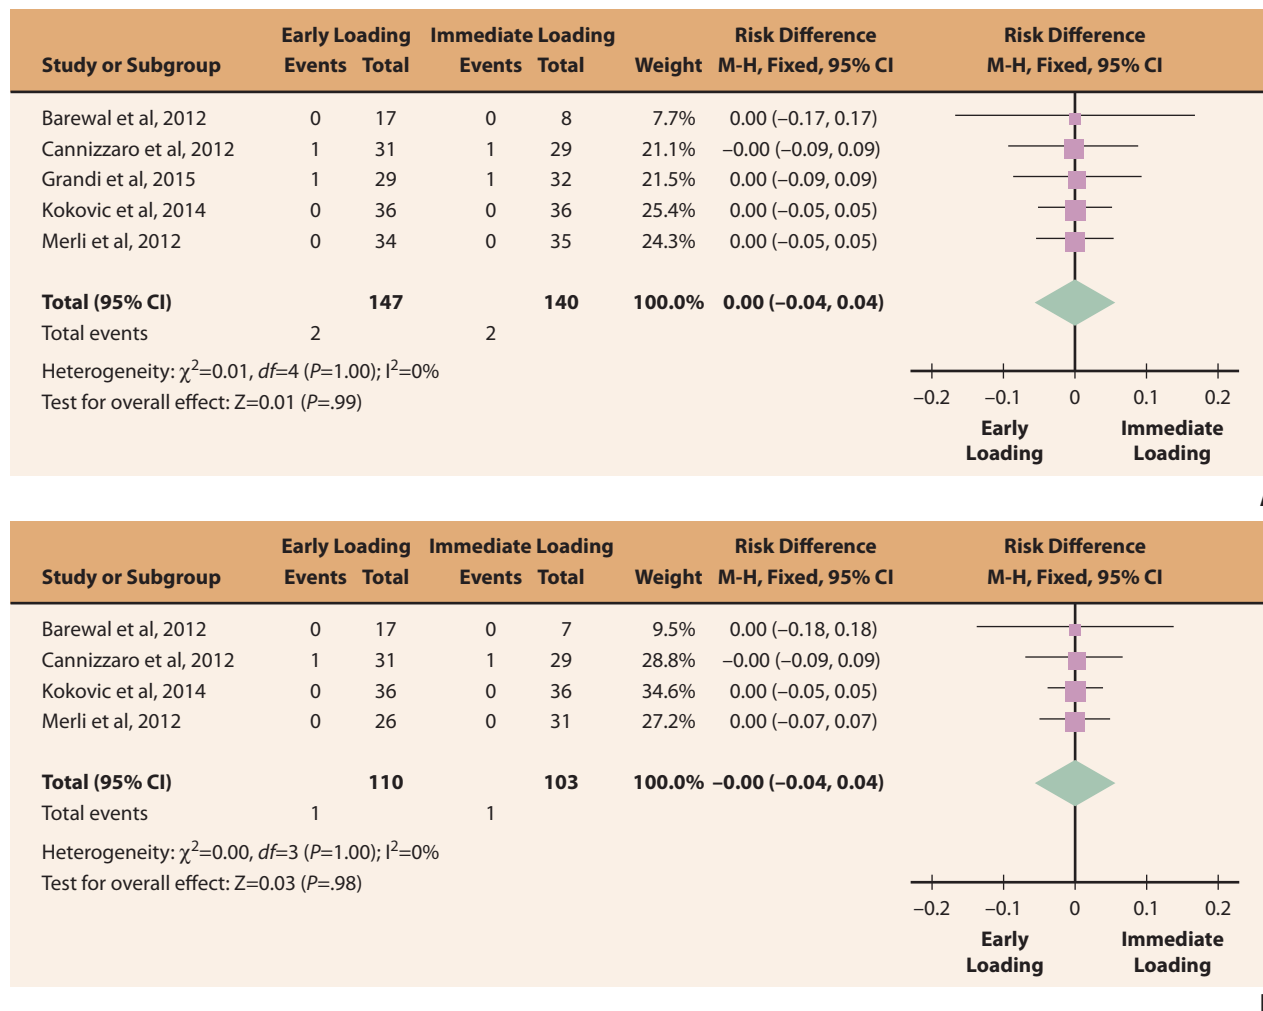 Early Loading Immediate Loading Risk Difference Risk Difference
Study or Subgroup Events Total Events Total Weight M-H, Fixed, 95% CI M-H, Fixed, 95% CI
Barewal et al, 2012 0 17 0 8 7.7% 0.00 (–0.17, 0.17)
Cannizzaro et al, 2012 1 31 1 29 21.1% –0.00 (–0.09, 0.09)
Grandi et al, 2015 1 29 1 32 21.5% 0.00 (–0.09, 0.09)
Kokovic et al, 2014 0 36 0 36 25.4% 0.00 (–0.05, 0.05)
Merli et al, 2012 0 34 0 35 24.3% 0.00 (–0.05, 0.05)
Total (95% CI) 147 140 100.0% 0.00 (–0.04, 0.04)
Total events 2 2
Heterogeneity: χ²=0.01, df=4 (P=1.00); I²=0%
Test for overall effect: Z=0.01 (P=.99)
–0.2 –0.1 0 0.1 0.2
Early Immediate
Loading Loading
Early Loading Immediate Loading Risk Difference Risk Difference
Study or Subgroup Events Total Events Total Weight M-H, Fixed, 95% CI M-H, Fixed, 95% CI
Barewal et al, 2012 0 17 0 7 9.5% 0.00 (–0.18, 0.18)
Cannizzaro et al, 2012 1 31 1 29 28.8% –0.00 (–0.09, 0.09)
Kokovic et al, 2014 0 36 0 36 34.6% 0.00 (–0.05, 0.05)
Merli et al, 2012 0 26 0 31 27.2% 0.00 (–0.07, 0.07)
Total (95% CI) 110 103 100.0% –0.00 (–0.04, 0.04)
Total events 1 1
Heterogeneity: χ²=0.00, df=3 (P=1.00); I²=0%
Test for overall effect: Z=0.03 (P=.98)
–0.2 –0.1 0 0.1 0.2
Early Immediate
Loading Loading